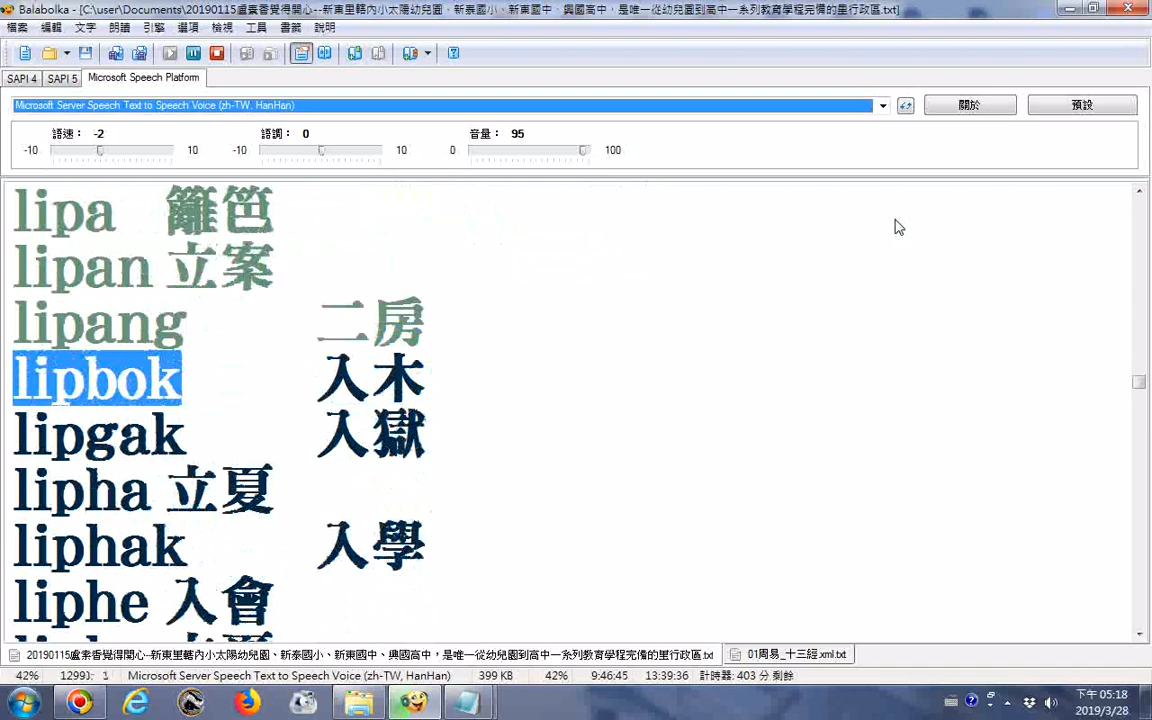 Balabolka - [C:\user\Documents\20190115盧素香覺得開心--新東里轄內小太陽幼兒園、新泰國小、新東國中、興國高中，是唯一從幼兒園到高中一系列教育學程完備的里行政區.txt]
檔案 編輯 文字 朗讀 引擎 選項 檢視 工具 書籤 說明
SAPI 4 SAPI 5 Microsoft Speech Platform
Microsoft Server Speech Text to Speech Voice (zh-TW, HanHan) 關於 預設
語速： -2 語調： 0 音量： 95
-10 10 -10 10 0 100
lipa 籬笆
lipan 立案
lipang 二房
lipbok 入木
lipgak 入獄
lipha 立夏
liphak 入學
liphe 入會
20190115盧素香覺得開心--新東里轄內小太陽幼兒園、新泰國小、新東國中、興國高中，是唯一從幼兒園到高中一系列教育學程完備的里行政區.txt 01周易_十三經.xml.txt
42% 12990: 1 Microsoft Server Speech Text to Speech Voice (zh-TW, HanHan) 399 KB 42% 9:46:45 13:39:36 計時器: 403 分 剩餘
下午 05:18
2019/3/28